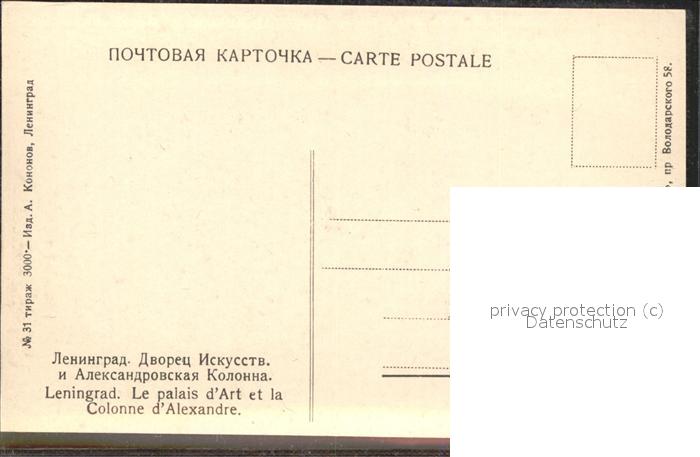 ПОЧТОВАЯ КАРТОЧКА — CARTE POSTALE
№ 31 тираж 3000·— Изд. А. Кононов, Ленинград
Ленинград. Дворец Искусств.
и Александровская Колонна.
Leningrad. Le palais d'Art et la
Colonne d'Alexandre.
пр Володарского 58.
privacy protection (c)
Datenschutz